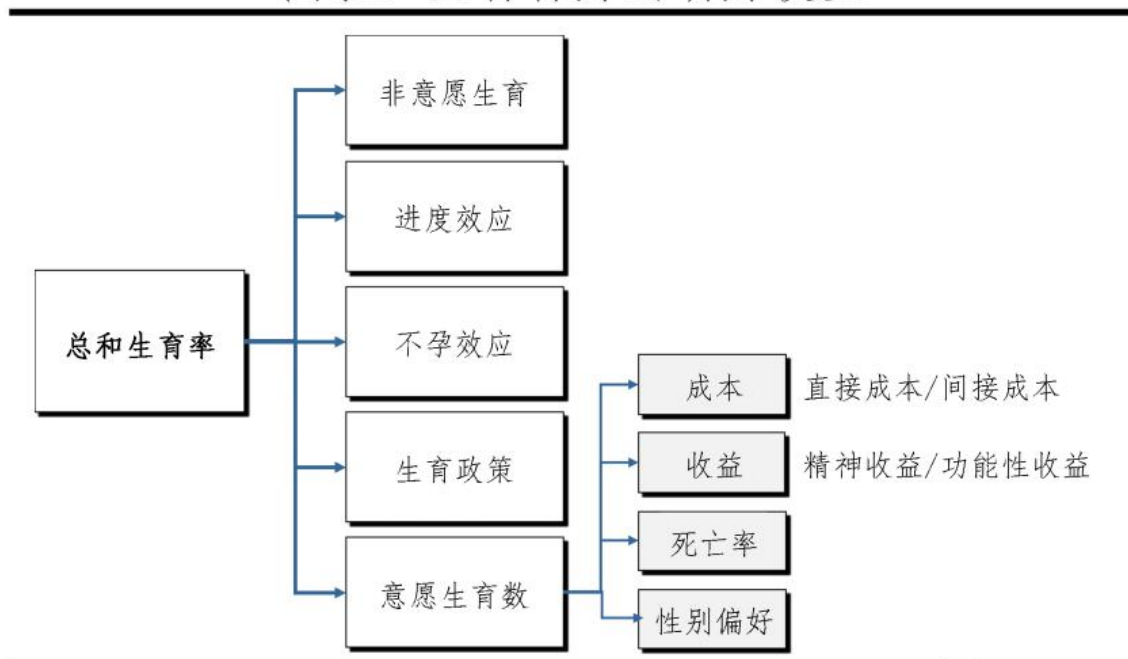 非意愿生育
进度效应
总和生育率
不孕效应
成本 直接成本/间接成本
收益 精神收益/功能性收益
生育政策
死亡率
意愿生育数
性别偏好